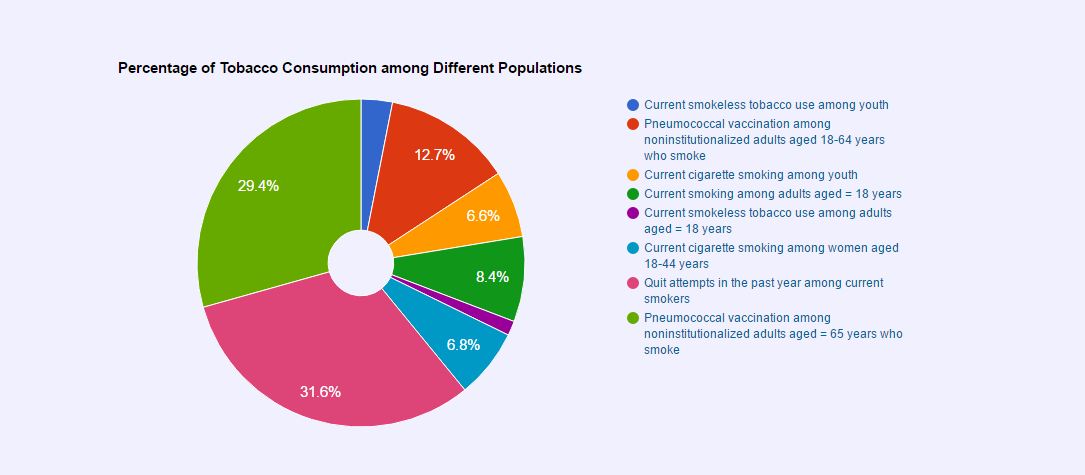 Percentage of Tobacco Consumption among Different Populations
12.7%
6.6%
8.4%
6.8%
31.6%
29.4%
Current smokeless tobacco use among youth
Pneumococcal vaccination among
noninstitutionalized adults aged 18-64 years
who smoke
Current cigarette smoking among youth
Current smoking among adults aged = 18 years
Current smokeless tobacco use among adults
aged = 18 years
Current cigarette smoking among women aged
18-44 years
Quit attempts in the past year among current
smokers
Pneumococcal vaccination among
noninstitutionalized adults aged = 65 years who
smoke